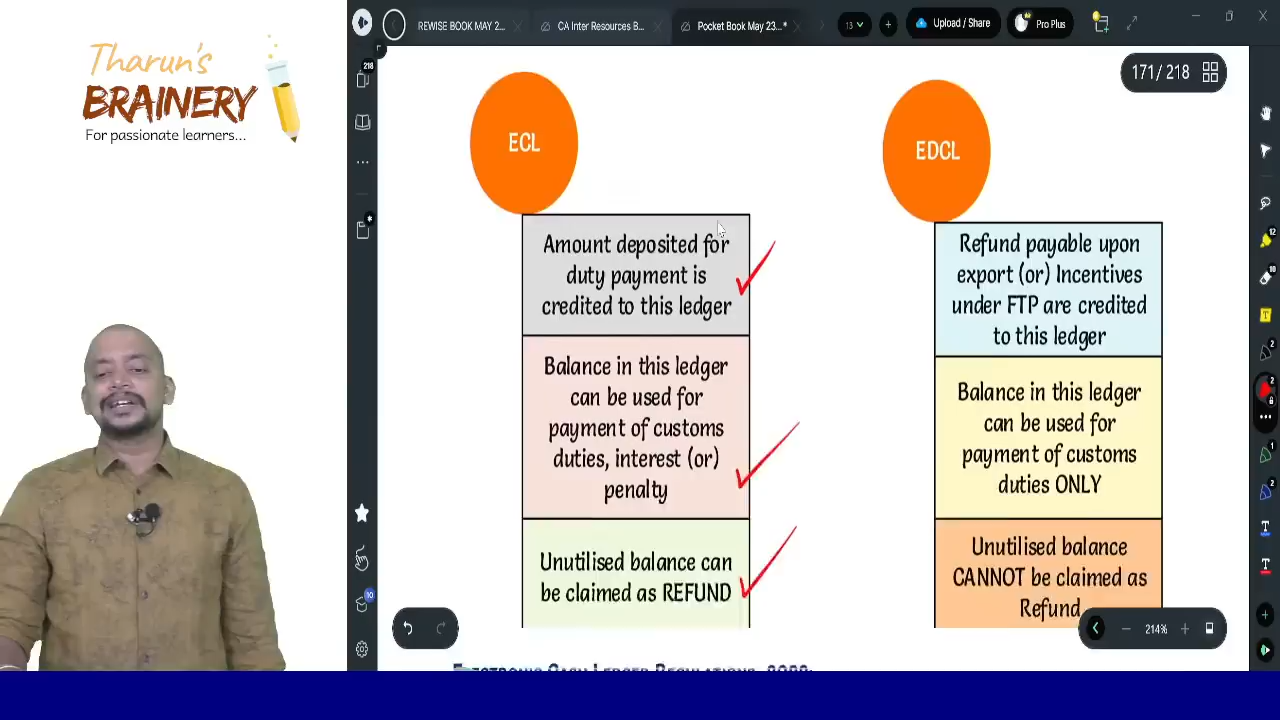 Tharun's
BRAINERY
For passionate learners...
REWISE BOOK MAY 2...
CA Inter Resources B...
Pocket Book May 23...*
13
Upload / Share
Pro Plus
218
171/ 218
ECL
Amount deposited for
duty payment is
credited to this ledger
Balance in this ledger
can be used for
payment of customs
duties, interest (or)
penalty
Unutilised balance can
be claimed as REFUND
EDCL
Refund payable upon
export (or) Incentives
under FTP are credited
to this ledger
Balance in this ledger
can be used for
payment of customs
duties ONLY
Unutilised balance
CANNOT be claimed as
Refund
214%